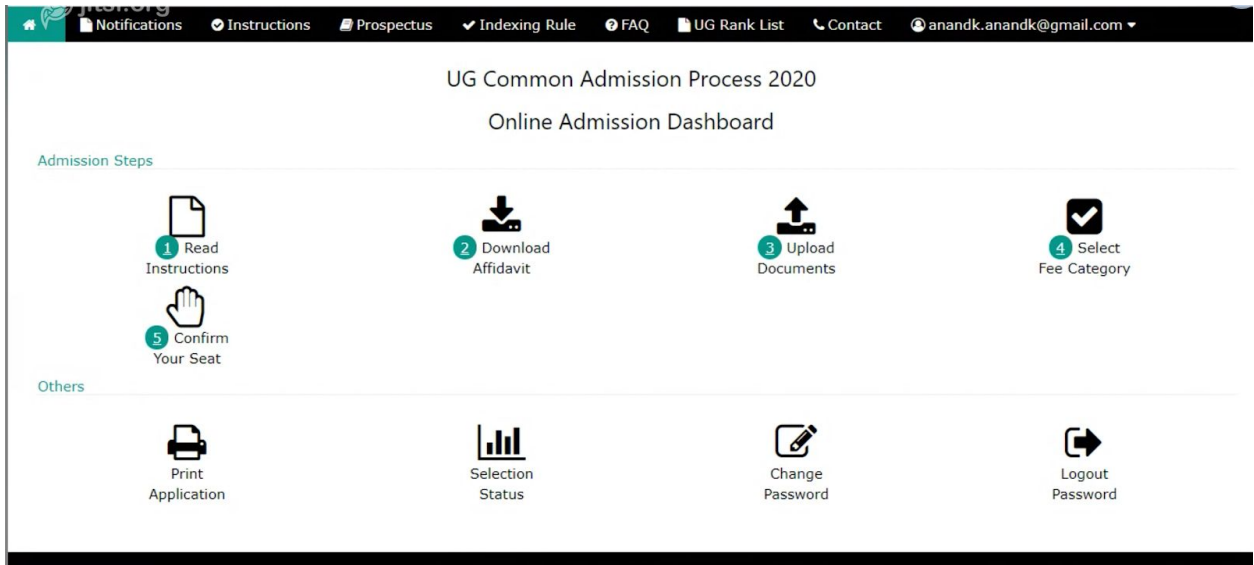 jitsi.org
Notifications Instructions Prospectus Indexing Rule FAQ UG Rank List Contact anandk.anandk@gmail.com
UG Common Admission Process 2020
Online Admission Dashboard
Admission Steps
1 Read
Instructions
2 Download
Affidavit
3 Upload
Documents
4 Select
Fee Category
5 Confirm
Your Seat
Others
Print
Application
Selection
Status
Change
Password
Logout
Password